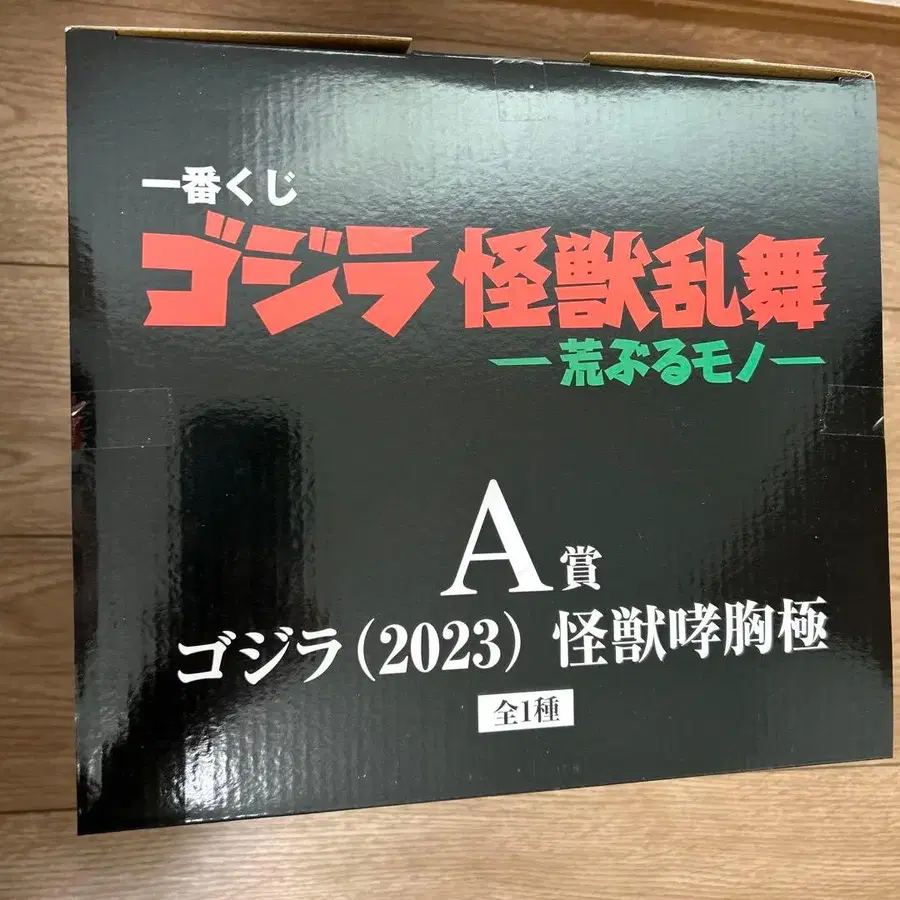 一番くじ
ゴジラ 怪獣乱舞
―荒ぶるモノ―
A賞
ゴジラ(2023) 怪獣哮胸極
全1種